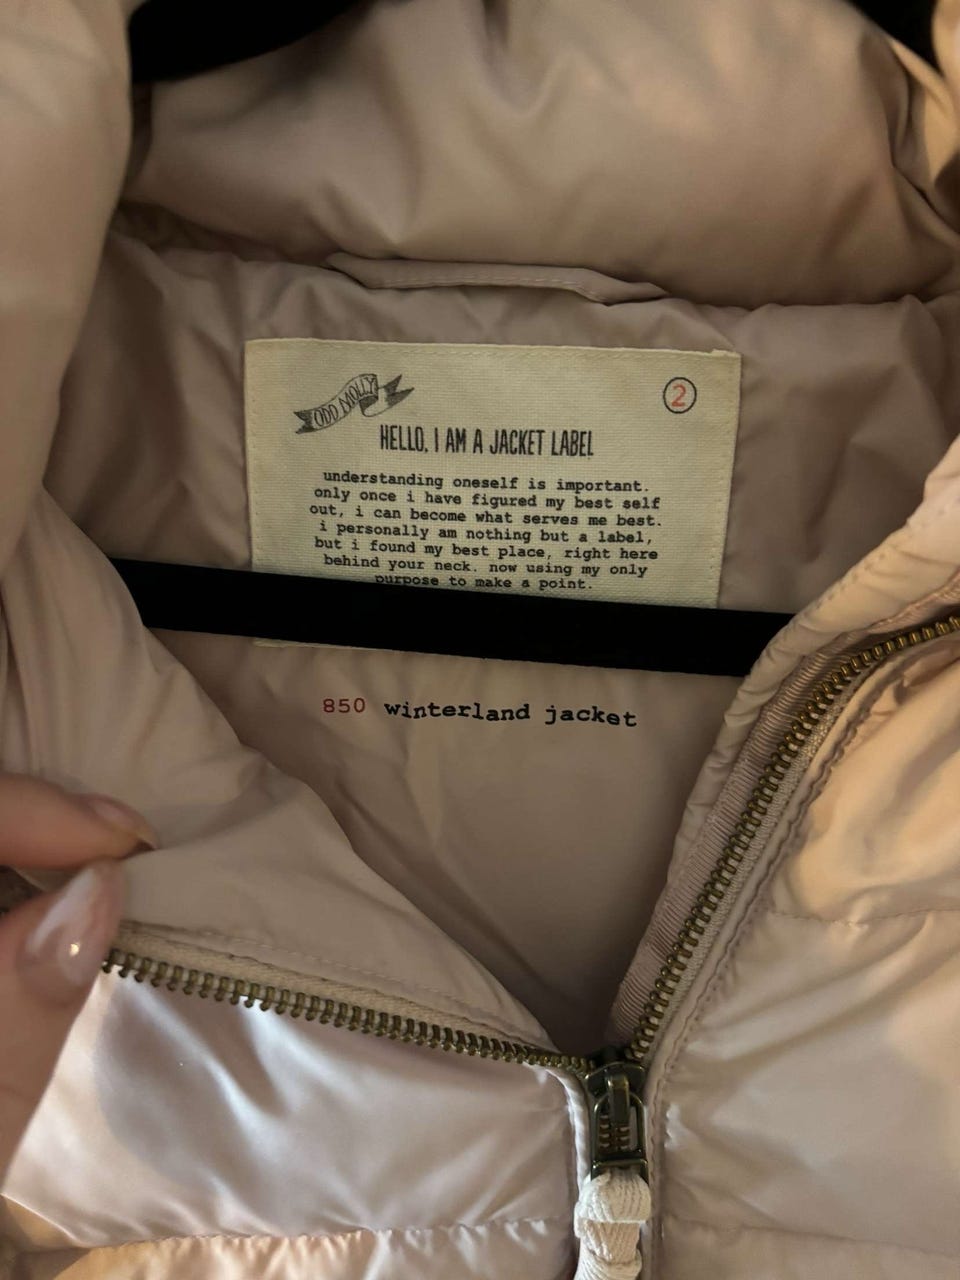 ODD MOLLY
2
HELLO, I AM A JACKET LABEL
understanding oneself is important.
only once i have figured my best self
out, i can become what serves me best.
i personally am nothing but a label,
but i found my best place, right here
behind your neck. now using my only
purpose to make a point.
850 winterland jacket